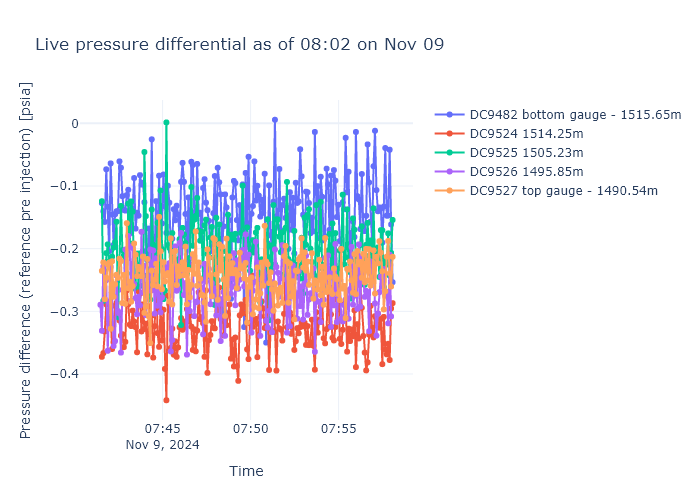 Live pressure differential as of 08:02 on Nov 09
Pressure difference (reference pre injection) [psia]
0
−0.1
−0.2
−0.3
−0.4
07:45
Nov 9, 2024
07:50
07:55
Time
DC9482 bottom gauge - 1515.65m
DC9524 1514.25m
DC9525 1505.23m
DC9526 1495.85m
DC9527 top gauge - 1490.54m